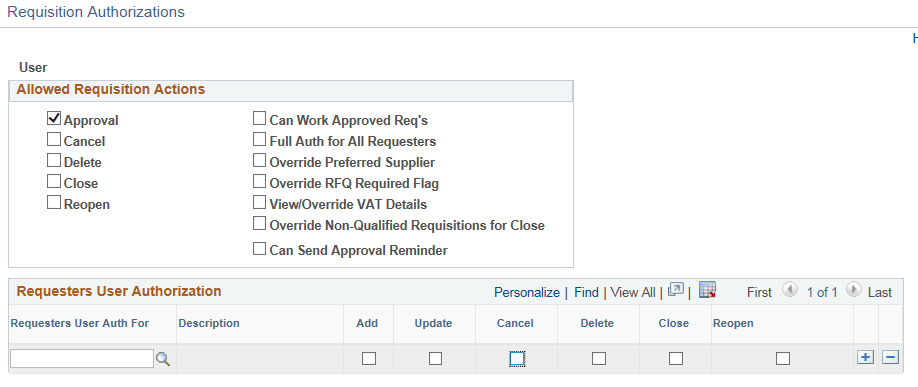 Requisition Authorizations
H
User
Allowed Requisition Actions
Approval Can Work Approved Req's
Cancel Full Auth for All Requesters
Delete Override Preferred Supplier
Close Override RFQ Required Flag
Reopen View/Override VAT Details
Override Non-Qualified Requisitions for Close
Can Send Approval Reminder
Requesters User Authorization Personalize | Find | View All | | First 1 of 1 Last
Requesters User Auth For Description Add Update Cancel Delete Close Reopen